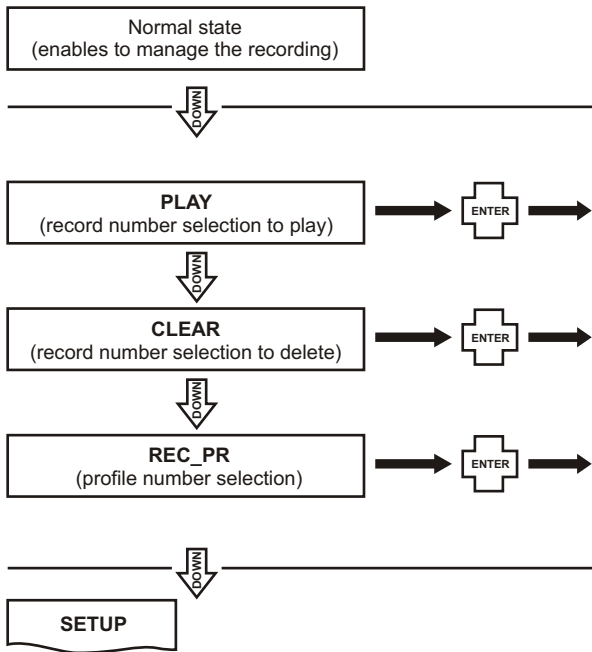 Normal state
(enables to manage the recording)
DOWN
PLAY
(record number selection to play)
ENTER
DOWN
CLEAR
(record number selection to delete)
ENTER
DOWN
REC_PR
(profile number selection)
ENTER
DOWN
SETUP